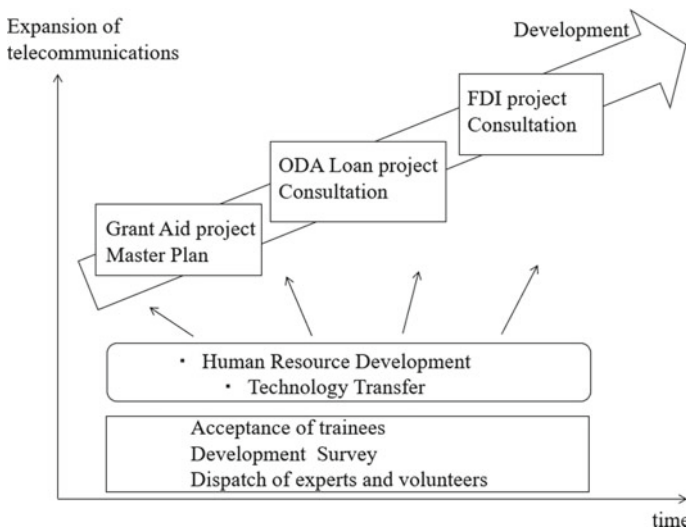 Expansion of
telecommunications
Development
FDI project
Consultation
ODA Loan project
Consultation
Grant Aid project
Master Plan
・ Human Resource Development
・ Technology Transfer
Acceptance of trainees
Development Survey
Dispatch of experts and volunteers
time